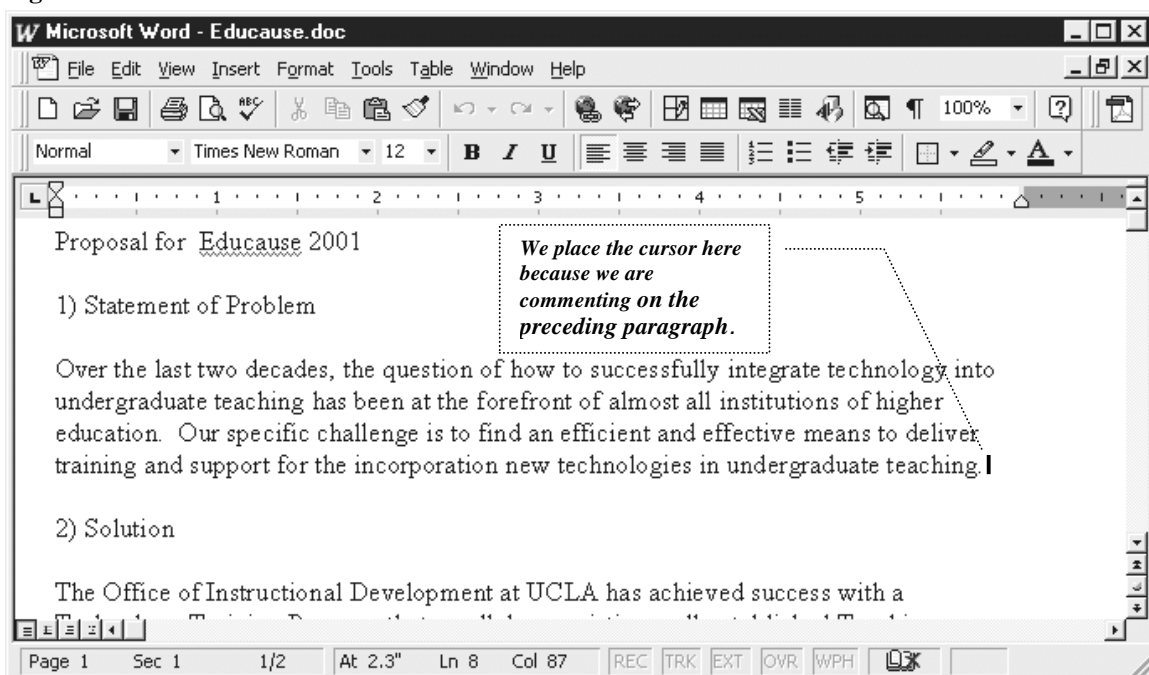 Microsoft Word - Educause.doc
File Edit View Insert Format Tools Table Window Help
ABC 100%
Normal Times New Roman 12 B I U A
1 2 3 4 5
Proposal for Educause 2001
We place the cursor here
because we are
commenting on the
preceding paragraph.
1) Statement of Problem
Over the last two decades, the question of how to successfully integrate technology into
undergraduate teaching has been at the forefront of almost all institutions of higher
education. Our specific challenge is to find an efficient and effective means to deliver
training and support for the incorporation new technologies in undergraduate teaching.
2) Solution
The Office of Instructional Development at UCLA has achieved success with a
Page 1 Sec 1 1/2 At 2.3" Ln 8 Col 87 REC TRK EXT OVR WPH